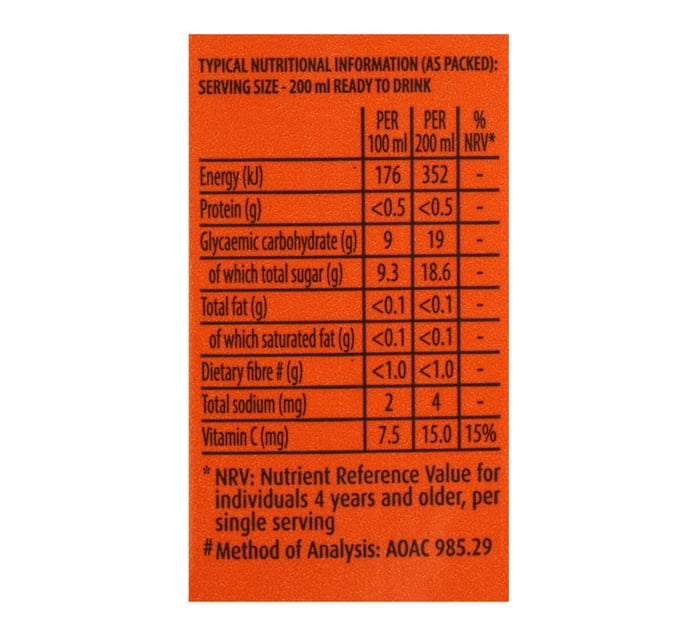 TYPICAL NUTRITIONAL INFORMATION (AS PACKED):
SERVING SIZE - 200 ml READY TO DRINK
PER 100 ml PER 200 ml % NRV*
Energy (kJ) 176 352 -
Protein (g) <0.5 <0.5 -
Glycaemic carbohydrate (g) 9 19 -
of which total sugar (g) 9.3 18.6 -
Total fat (g) <0.1 <0.1 -
of which saturated fat (g) <0.1 <0.1 -
Dietary fibre # (g) <1.0 <1.0 -
Total sodium (mg) 2 4 -
Vitamin C (mg) 7.5 15.0 15%
* NRV: Nutrient Reference Value for
individuals 4 years and older, per
single serving
# Method of Analysis: AOAC 985.29